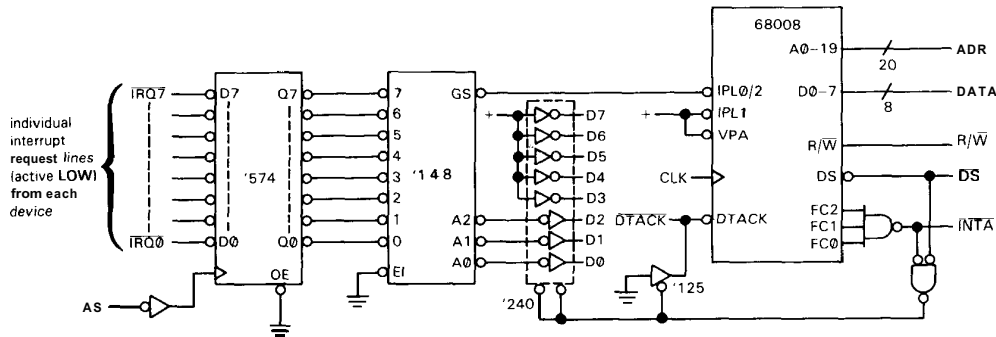 individual
interrupt
request lines
(active LOW)
from each
device
IRQ7
IRQ0
AS
D7
Q7
'574
D0
Q0
OE
7
6
5
4
3
2
1
0
EI
GS
'148
A2
A1
A0
+
D7
D6
D5
D4
D3
D2
D1
D0
'240
+
CLK
DTACK
'125
68008
IPL0/2
IPL1
VPA
DTACK
A0-19
D0-7
R/W
DS
FC2
FC1
FC0
20
8
ADR
DATA
R/W
DS
INTA